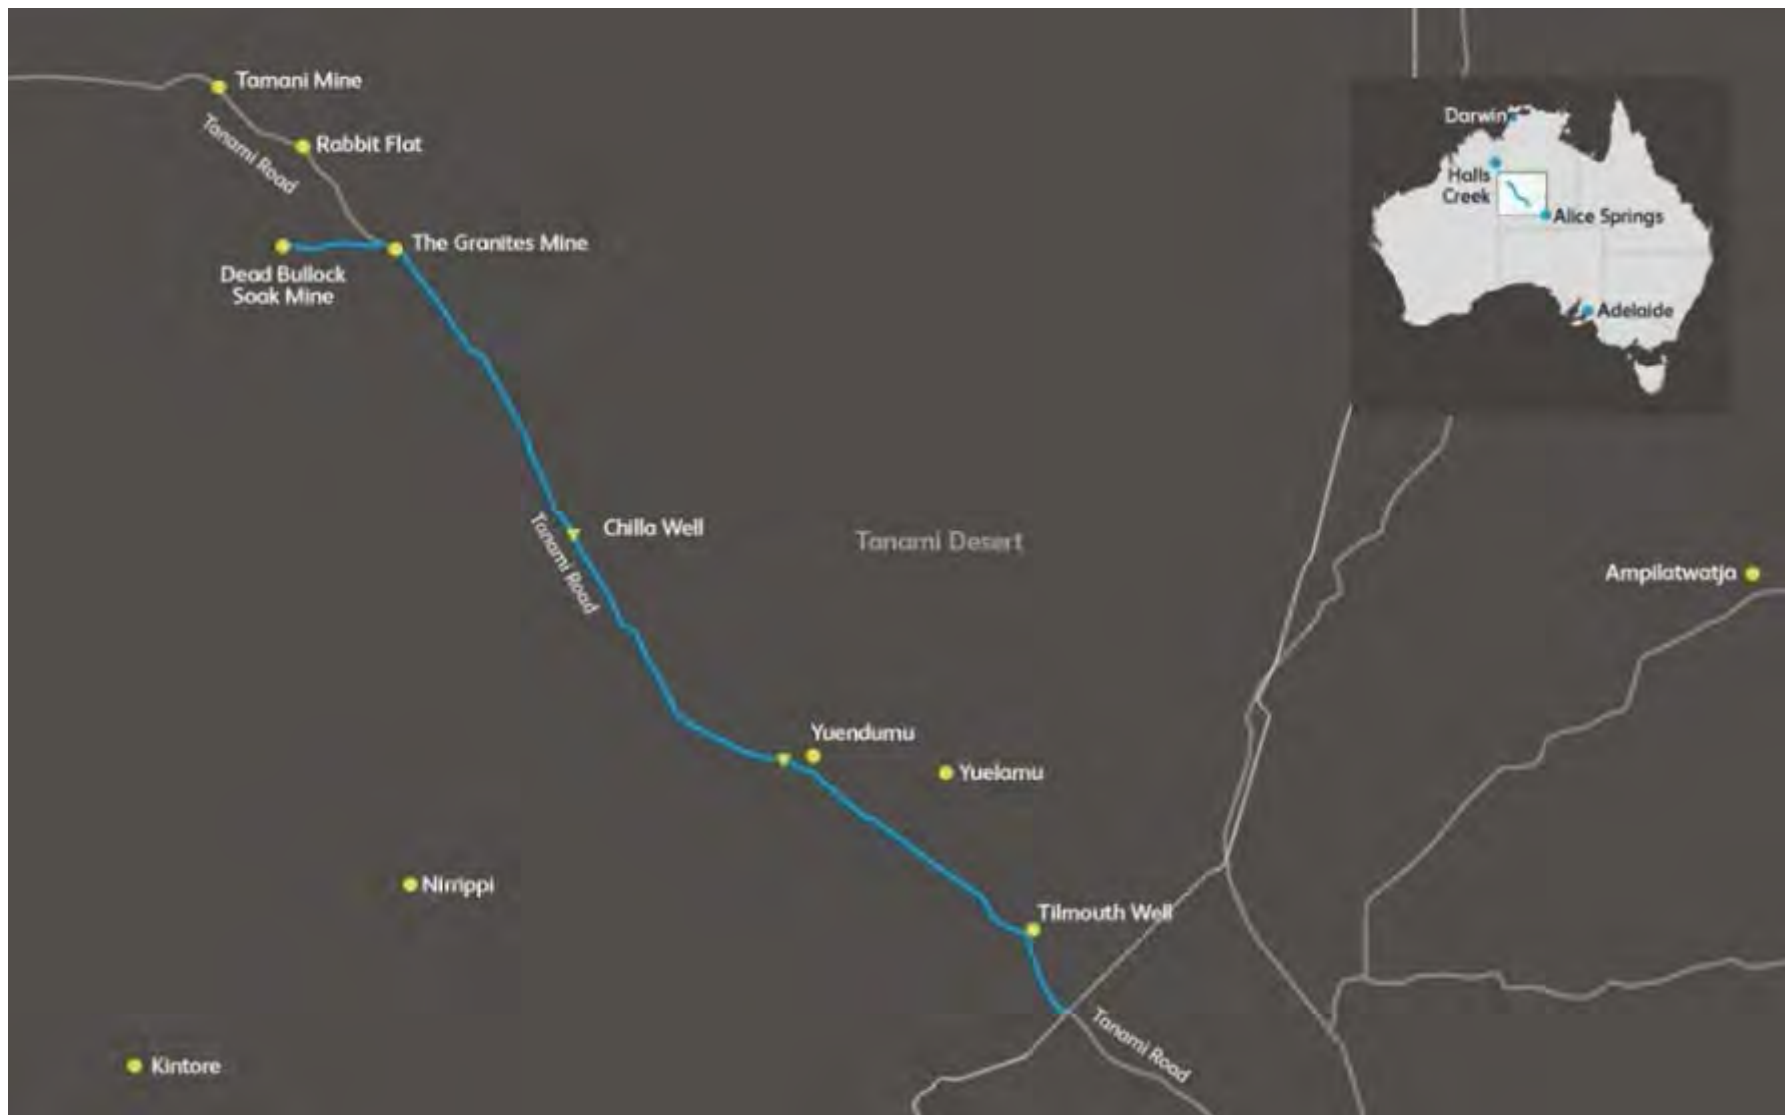 Tamani Mine
Tanami Road
Rabbit Flat
The Granites Mine
Dead Bullock
Soak Mine
Darwin
Halls
Creek
Alice Springs
Adelaide
Chilla Well
Tanami Road
Tanami Desert
Ampilatwatja
Yuendumu
Yuelamu
Nirrippi
Tilmouth Well
Tanami Road
Kintore